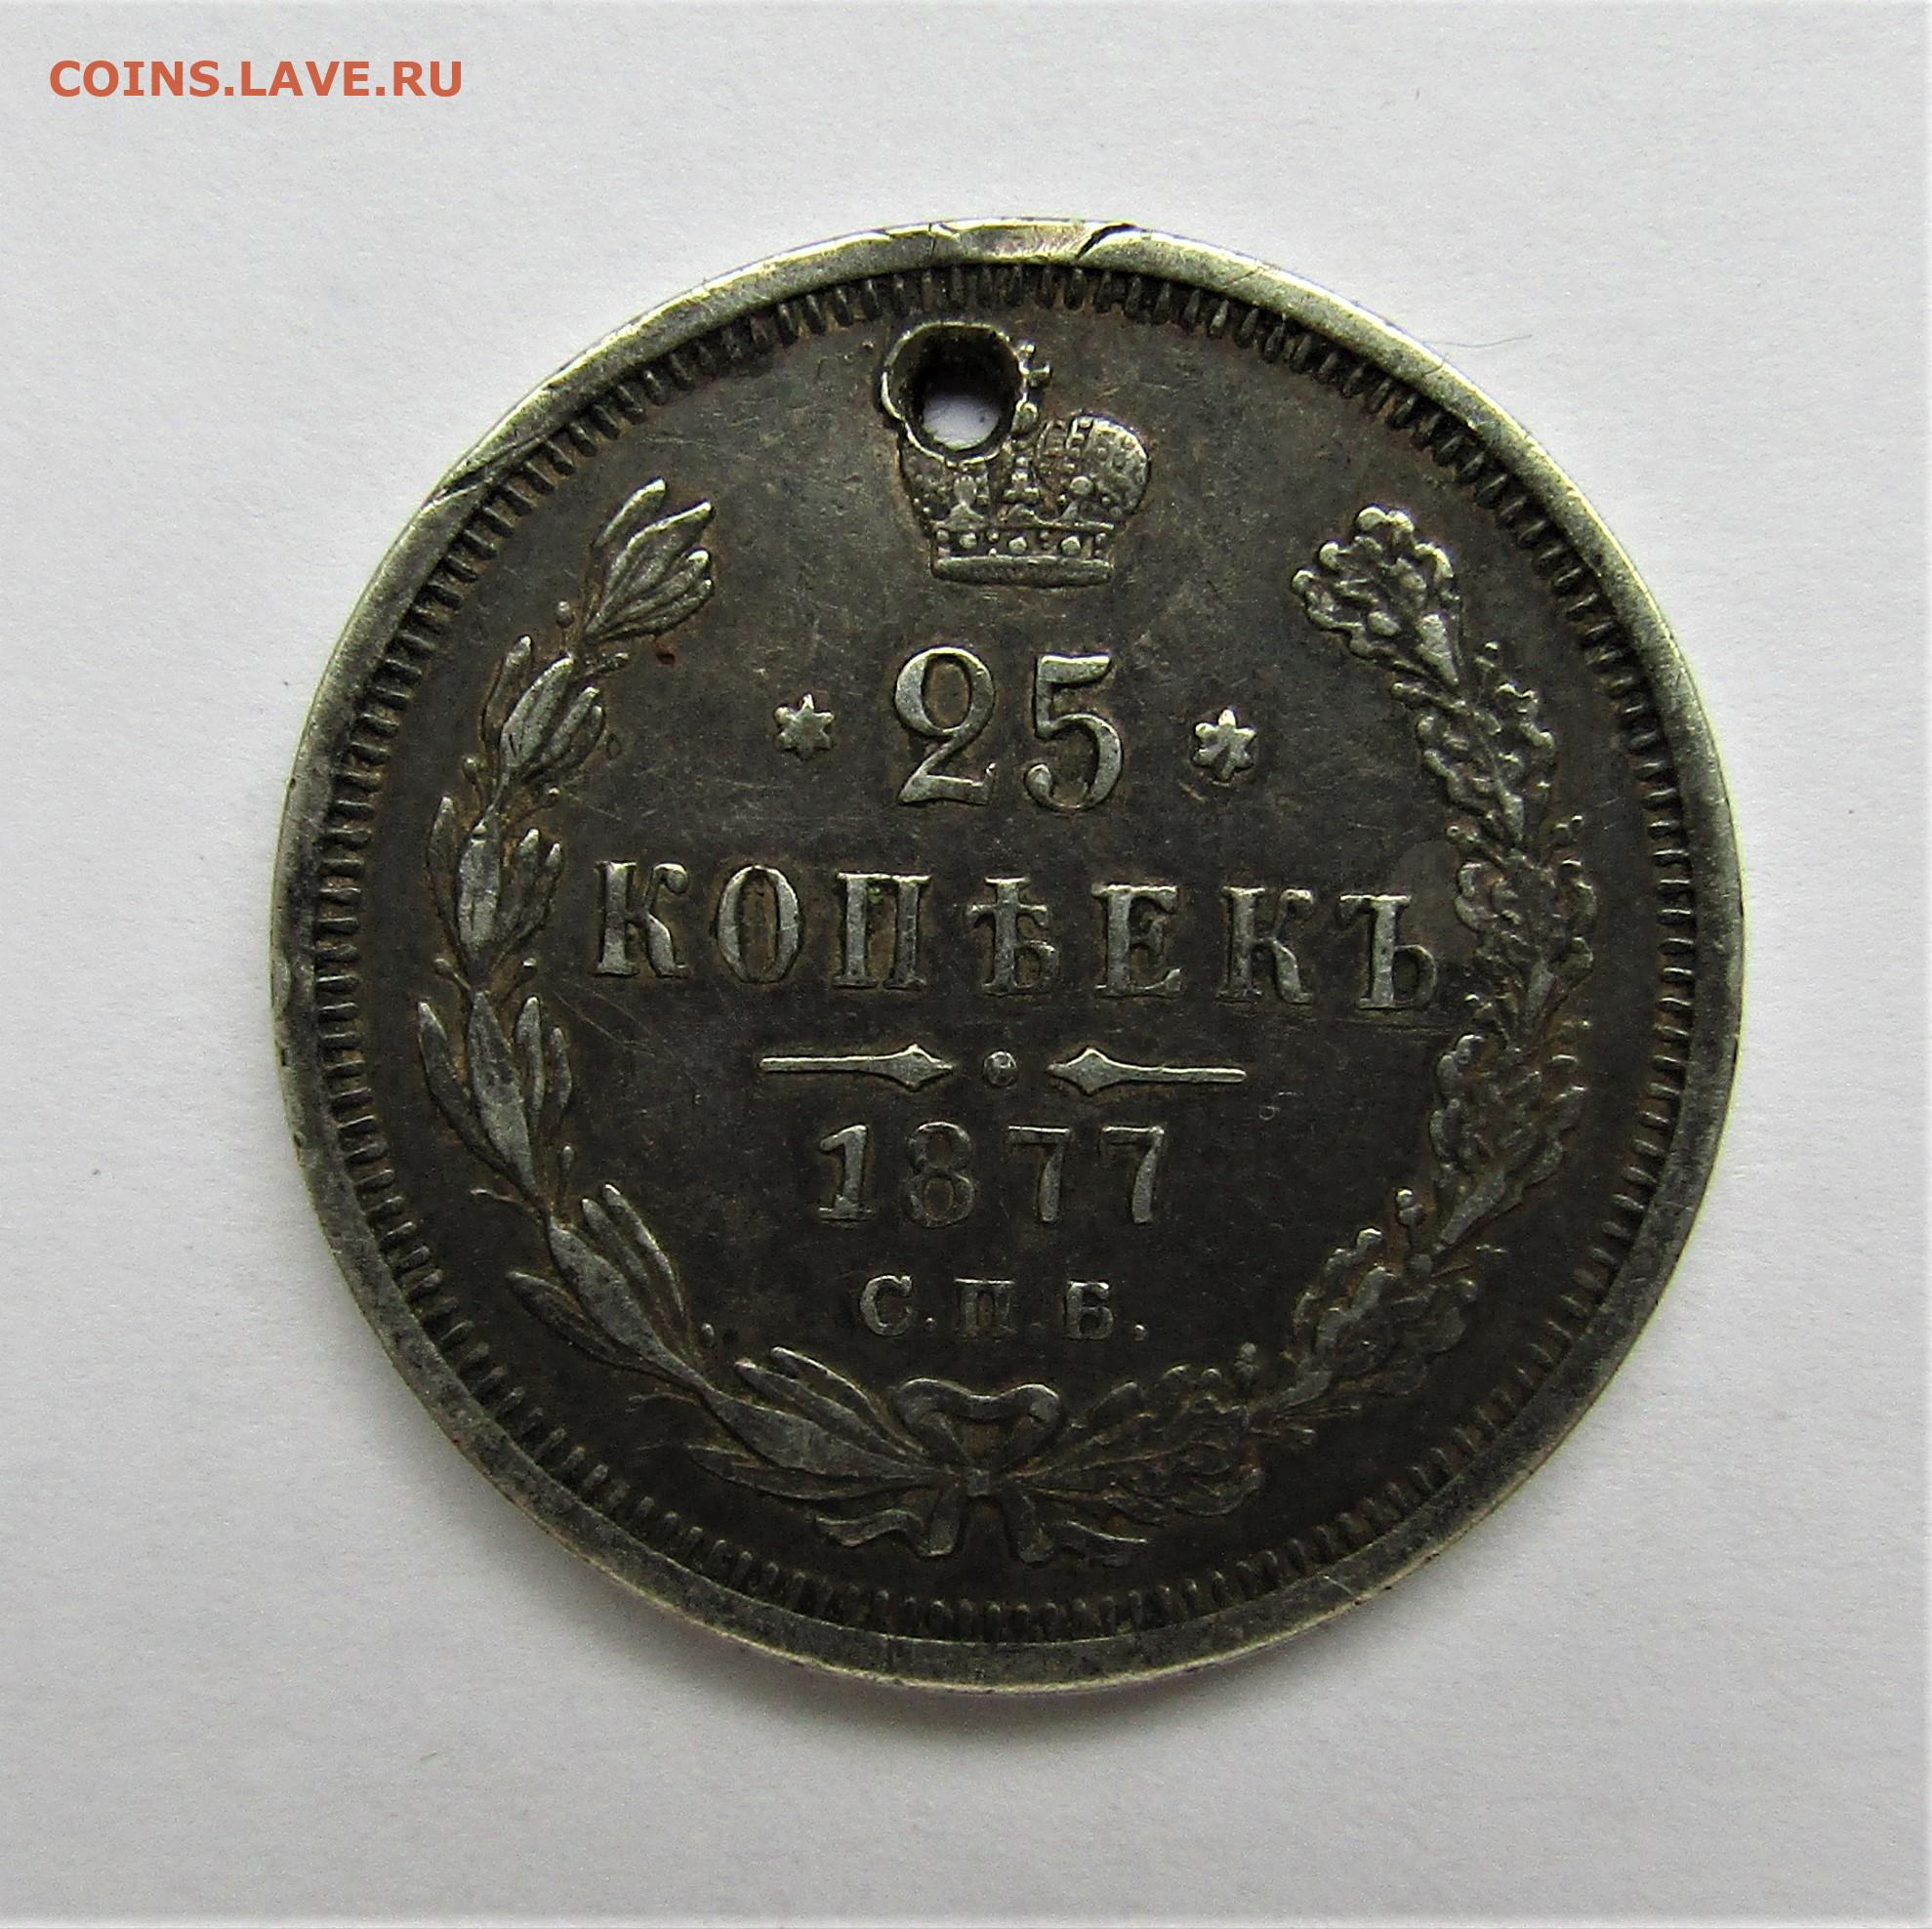 COINS.LAVE.RU
* 25 *
КОПѢЕКЪ
1877
С.П.Б.